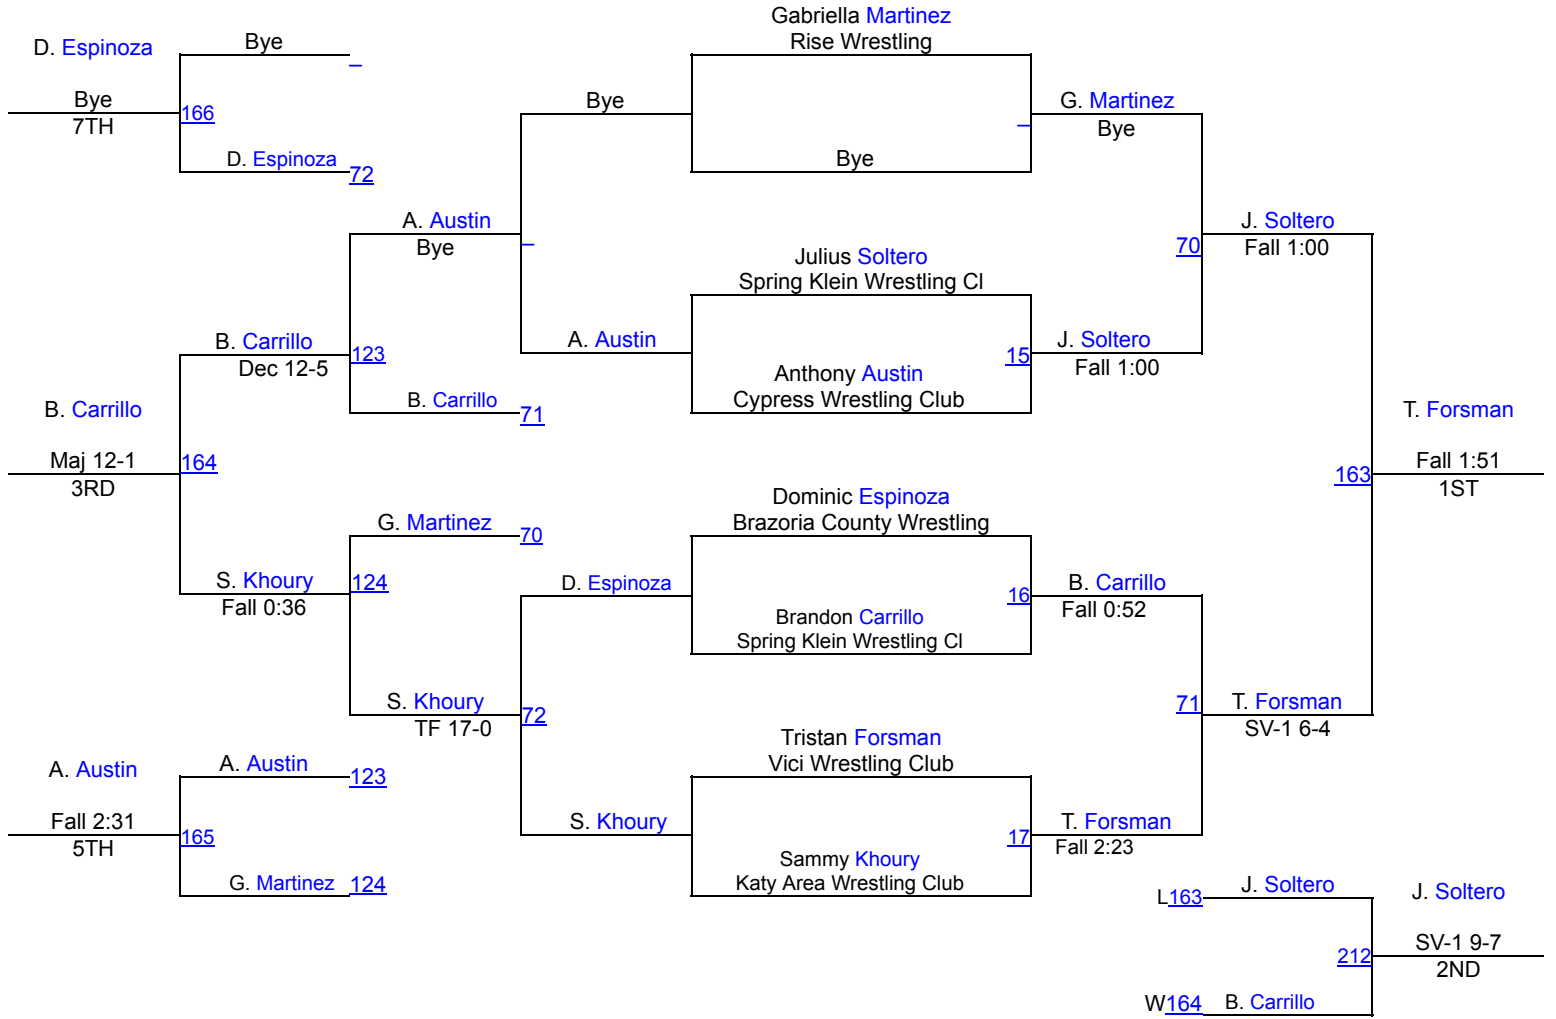 Gabriella Martinez
Rise Wrestling
D. Espinoza
Bye
–
Bye
7TH
166
D. Espinoza
72
Bye
–
G. Martinez
Bye
Bye
A. Austin
Bye
–
Julius Soltero
Spring Klein Wrestling Cl
70
J. Soltero
Fall 1:00
B. Carrillo
Dec 12-5
123
A. Austin
15
J. Soltero
Fall 1:00
Anthony Austin
Cypress Wrestling Club
B. Carrillo
71
B. Carrillo
Maj 12-1
3RD
164
T. Forsman
163
Fall 1:51
1ST
Dominic Espinoza
Brazoria County Wrestling
G. Martinez
70
S. Khoury
Fall 0:36
124
D. Espinoza
16
B. Carrillo
Fall 0:52
Brandon Carrillo
Spring Klein Wrestling Cl
S. Khoury
TF 17-0
72
71
T. Forsman
SV-1 6-4
Tristan Forsman
Vici Wrestling Club
A. Austin
A. Austin
123
Fall 2:31
5TH
165
S. Khoury
17
T. Forsman
Fall 2:23
Sammy Khoury
Katy Area Wrestling Club
G. Martinez
124
L163
J. Soltero
J. Soltero
212
SV-1 9-7
2ND
W164
B. Carrillo